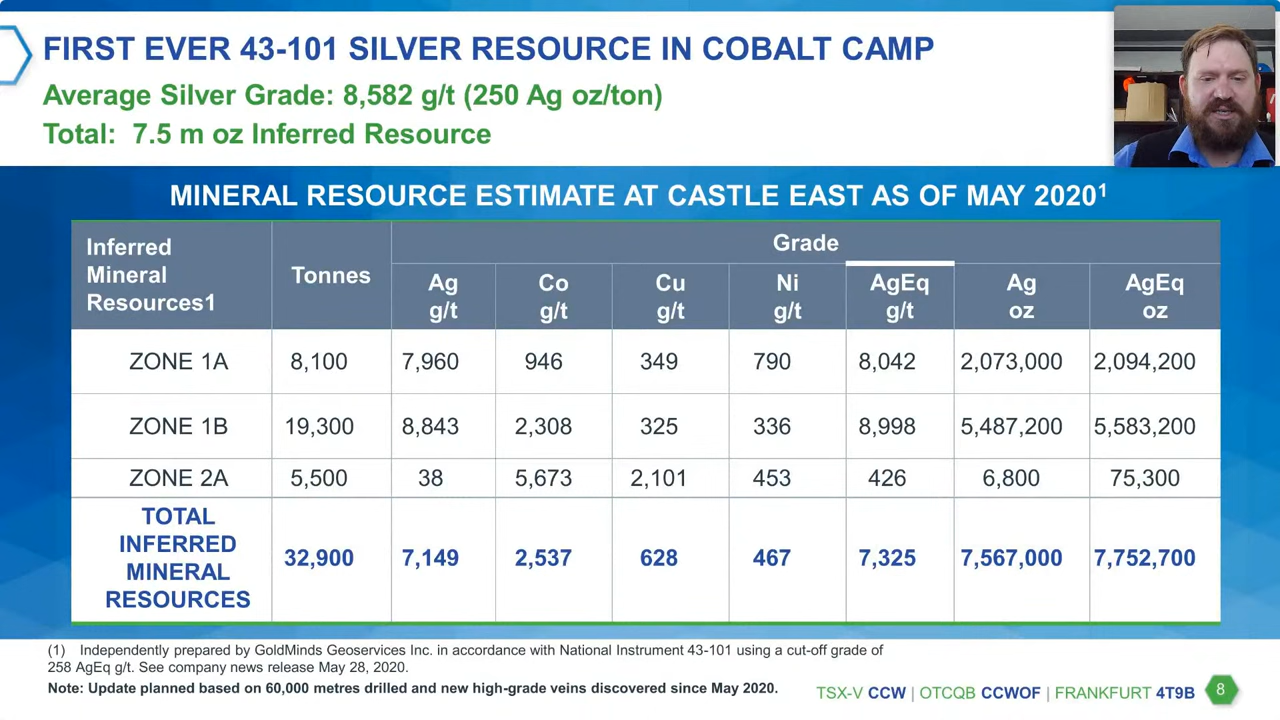 FIRST EVER 43-101 SILVER RESOURCE IN COBALT CAMP
Average Silver Grade: 8,582 g/t (250 Ag oz/ton)
Total: 7.5 m oz Inferred Resource
MINERAL RESOURCE ESTIMATE AT CASTLE EAST AS OF MAY 2020¹
Inferred Mineral Resources1 Tonnes Grade
Ag g/t Co g/t Cu g/t Ni g/t AgEq g/t Ag oz AgEq oz
ZONE 1A 8,100 7,960 946 349 790 8,042 2,073,000 2,094,200
ZONE 1B 19,300 8,843 2,308 325 336 8,998 5,487,200 5,583,200
ZONE 2A 5,500 38 5,673 2,101 453 426 6,800 75,300
TOTAL INFERRED MINERAL RESOURCES 32,900 7,149 2,537 628 467 7,325 7,567,000 7,752,700
(1) Independently prepared by GoldMinds Geoservices Inc. in accordance with National Instrument 43-101 using a cut-off grade of
258 AgEq g/t. See company news release May 28, 2020.
Note: Update planned based on 60,000 metres drilled and new high-grade veins discovered since May 2020.
TSX-V CCW | OTCQB CCWOF | FRANKFURT 4T9B 8